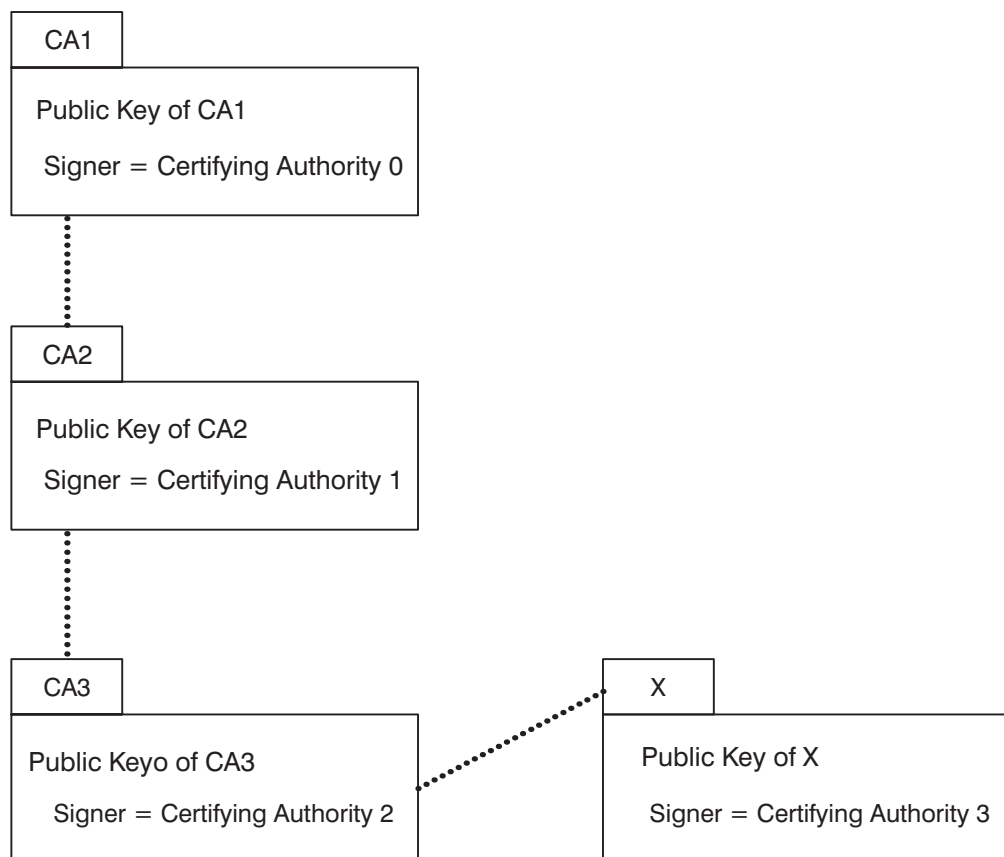 CA1
Public Key of CA1
Signer = Certifying Authority 0
CA2
Public Key of CA2
Signer = Certifying Authority 1
CA3
Public Keyo of CA3
Signer = Certifying Authority 2
X
Public Key of X
Signer = Certifying Authority 3